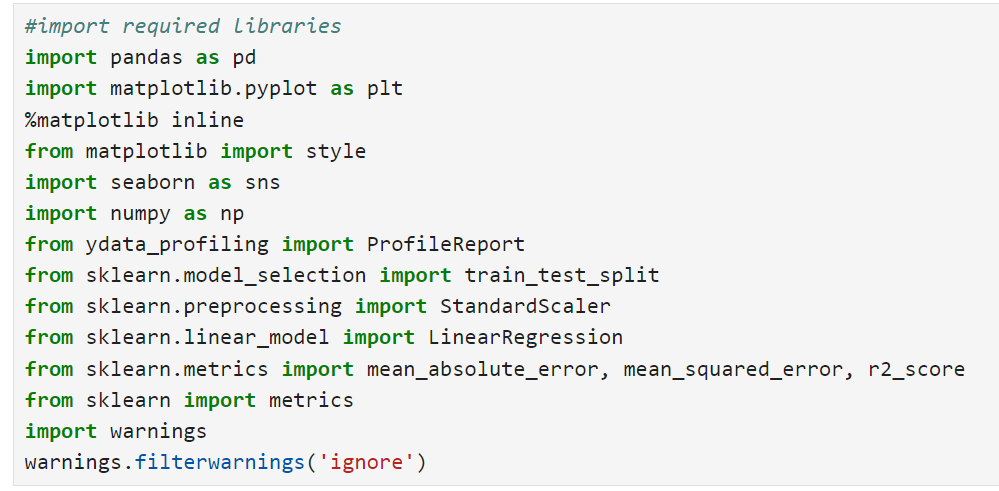 #import required libraries
import pandas as pd
import matplotlib.pyplot as plt
%matplotlib inline
from matplotlib import style
import seaborn as sns
import numpy as np
from ydata_profiling import ProfileReport
from sklearn.model_selection import train_test_split
from sklearn.preprocessing import StandardScaler
from sklearn.linear_model import LinearRegression
from sklearn.metrics import mean_absolute_error, mean_squared_error, r2_score
from sklearn import metrics
import warnings
warnings.filterwarnings('ignore')